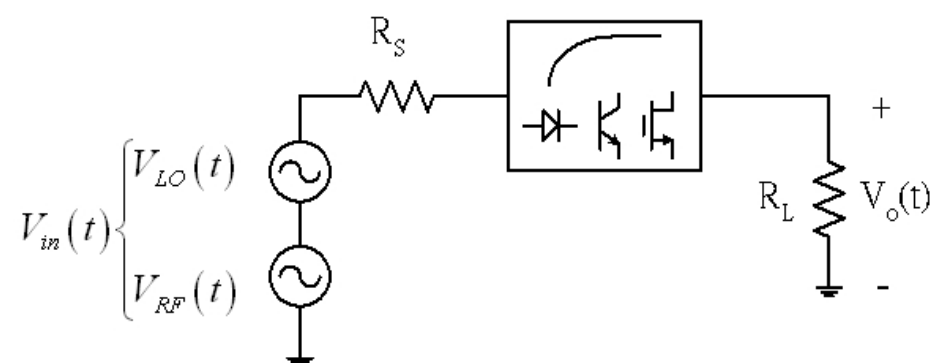 R_S
V_LO(t)
V_in(t)
V_RF(t)
R_L
+
V_o(t)
-